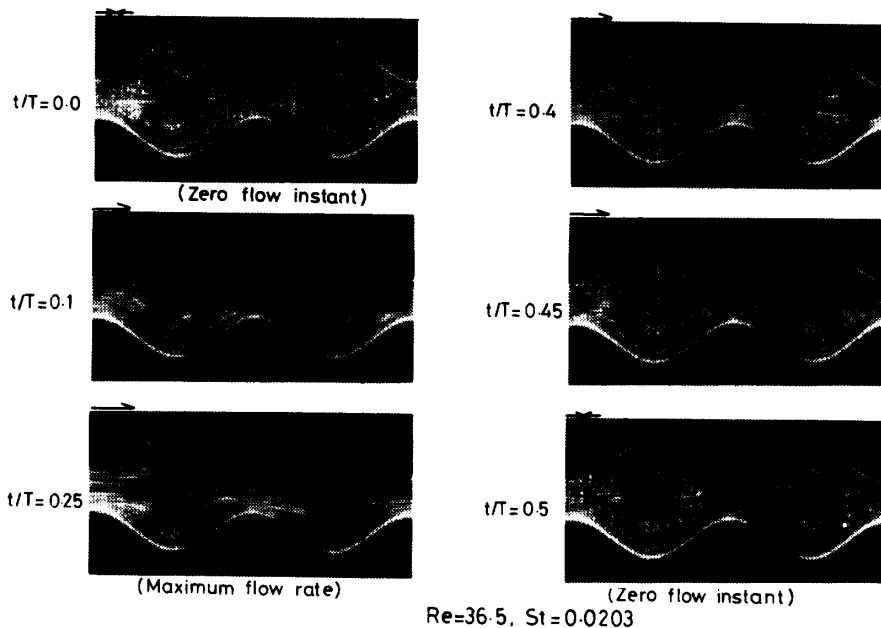 t/T=0·0
(Zero flow instant)
t/T=0·1
t/T=0·25
(Maximum flow rate)
t/T=0·4
t/T=0·45
t/T=0·5
(Zero flow instant)
Re=36·5, St=0·0203